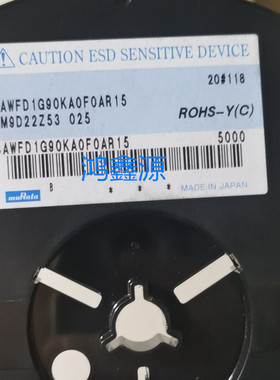 CAUTION ESD SENSITIVE DEVICE
20#118
AWFD1G90KA0F0AR15
M9D22Z53 025
ROHS-Y(C)
AWFD1G90KA0F0AR15
5000
鸿鑫源
8 * * *
muRata
MADE IN JAPAN